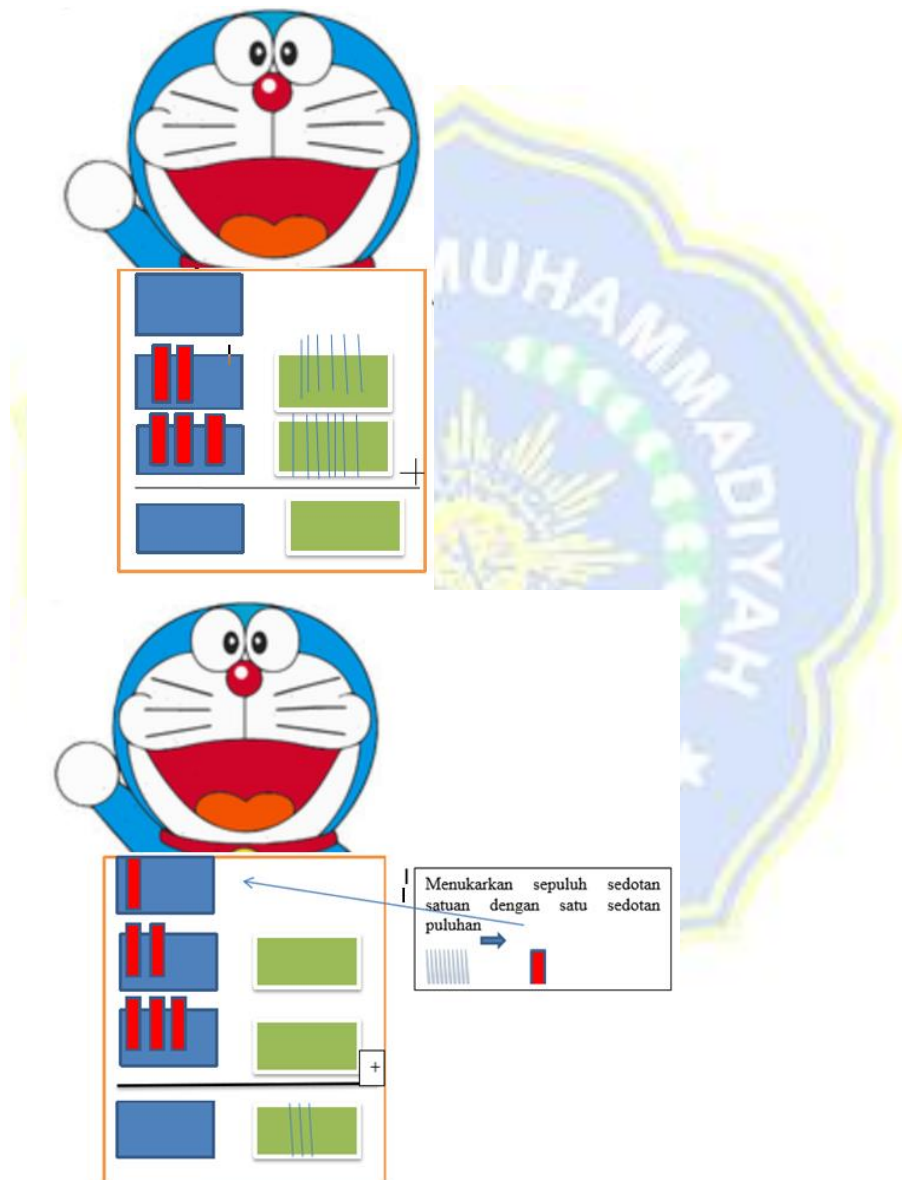 MUHAMMADIYAH
+
Menukarkan sepuluh sedotan
satuan dengan satu sedotan
puluhan
+